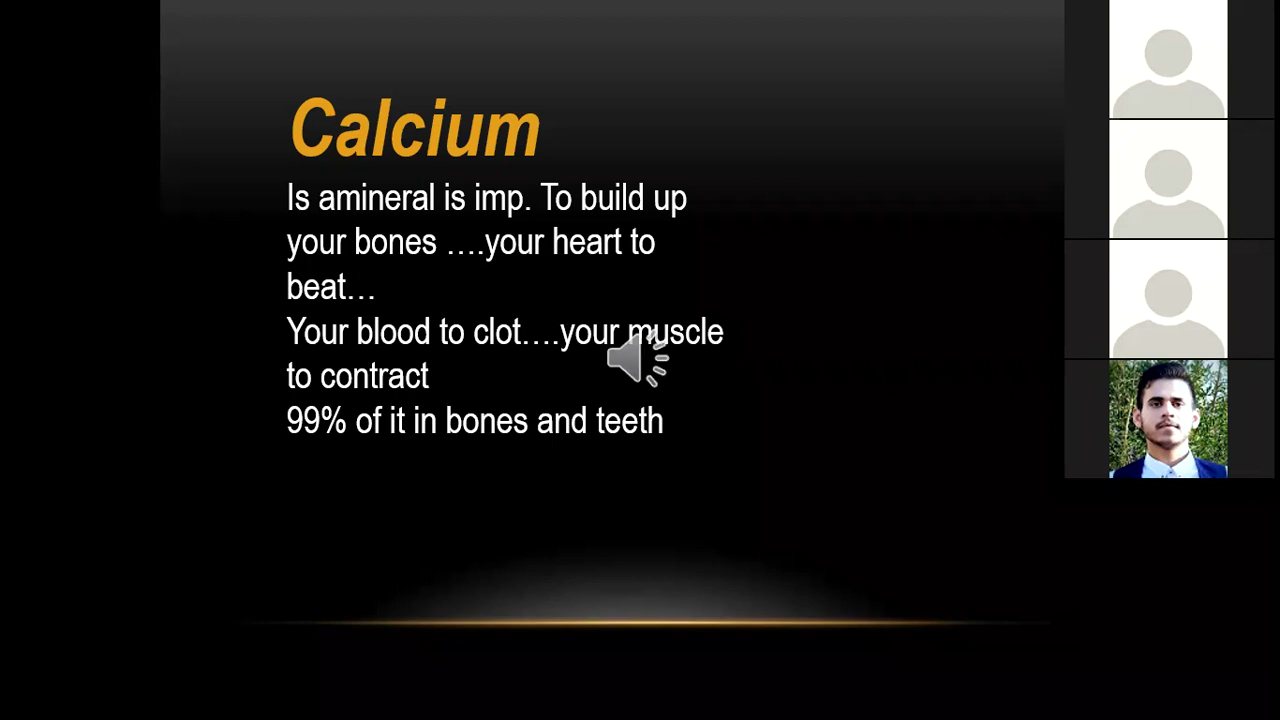 Calcium
Is amineral is imp. To build up
your bones ….your heart to
beat…
Your blood to clot….your muscle
to contract
99% of it in bones and teeth